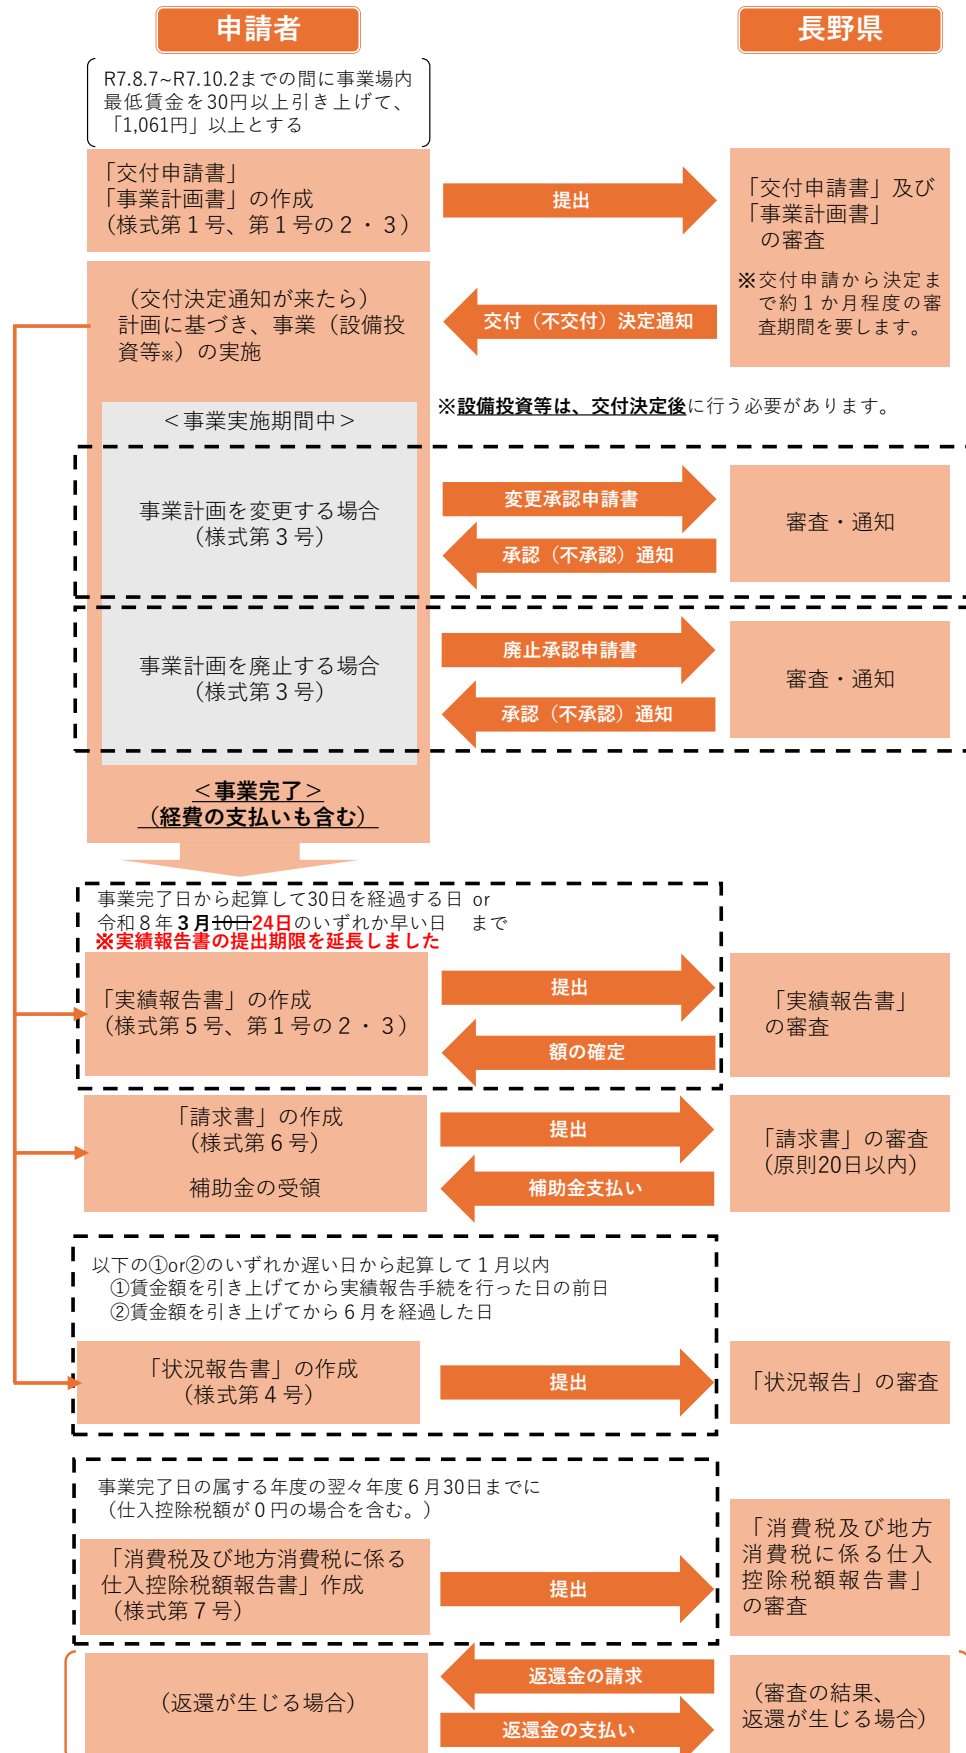 申請者
長野県
R7.8.7~R7.10.2までの間に事業場内
最低賃金を30円以上引き上げて、
「1,061円」以上とする
「交付申請書」
「事業計画書」の作成
（様式第１号、第１号の２・３）
提出
「交付申請書」及び
「事業計画書」
の審査
※交付申請から決定ま
で約１か月程度の審
査期間を要します。
（交付決定通知が来たら）
計画に基づき、事業（設備投
資等※）の実施
交付（不交付）決定通知
※設備投資等は、交付決定後に行う必要があります。
＜事業実施期間中＞
事業計画を変更する場合
（様式第３号）
変更承認申請書
承認（不承認）通知
審査・通知
事業計画を廃止する場合
（様式第３号）
廃止承認申請書
承認（不承認）通知
審査・通知
＜事業完了＞
（経費の支払いも含む）
事業完了日から起算して30日を経過する日 or
令和８年３月10日24日のいずれか早い日　まで
※実績報告書の提出期限を延長しました
「実績報告書」の作成
（様式第５号、第１号の２・３）
提出
額の確定
「実績報告書」
の審査
「請求書」の作成
（様式第６号）
補助金の受領
提出
補助金支払い
「請求書」の審査
（原則20日以内）
以下の①or②のいずれか遅い日から起算して１月以内
①賃金額を引き上げてから実績報告手続を行った日の前日
②賃金額を引き上げてから６月を経過した日
「状況報告書」の作成
（様式第４号）
提出
「状況報告」の審査
事業完了日の属する年度の翌々年度６月30日までに
（仕入控除税額が０円の場合を含む。）
「消費税及び地方消費税に係る
仕入控除税額報告書」作成
（様式第７号）
提出
「消費税及び地方
消費税に係る仕入
控除税額報告書」
の審査
（返還が生じる場合）
返還金の請求
返還金の支払い
（審査の結果、
返還が生じる場合）